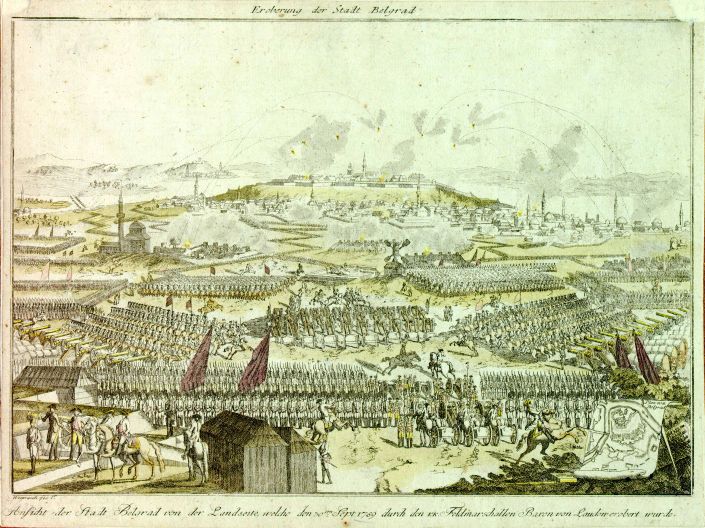 Eroberung der Stadt Belgrad
Ansicht der Stadt Belgrad von der Landseite, welche den Sept 1789 durch den kk. Feldmarschallen Baron von Laudon erobert wurde.